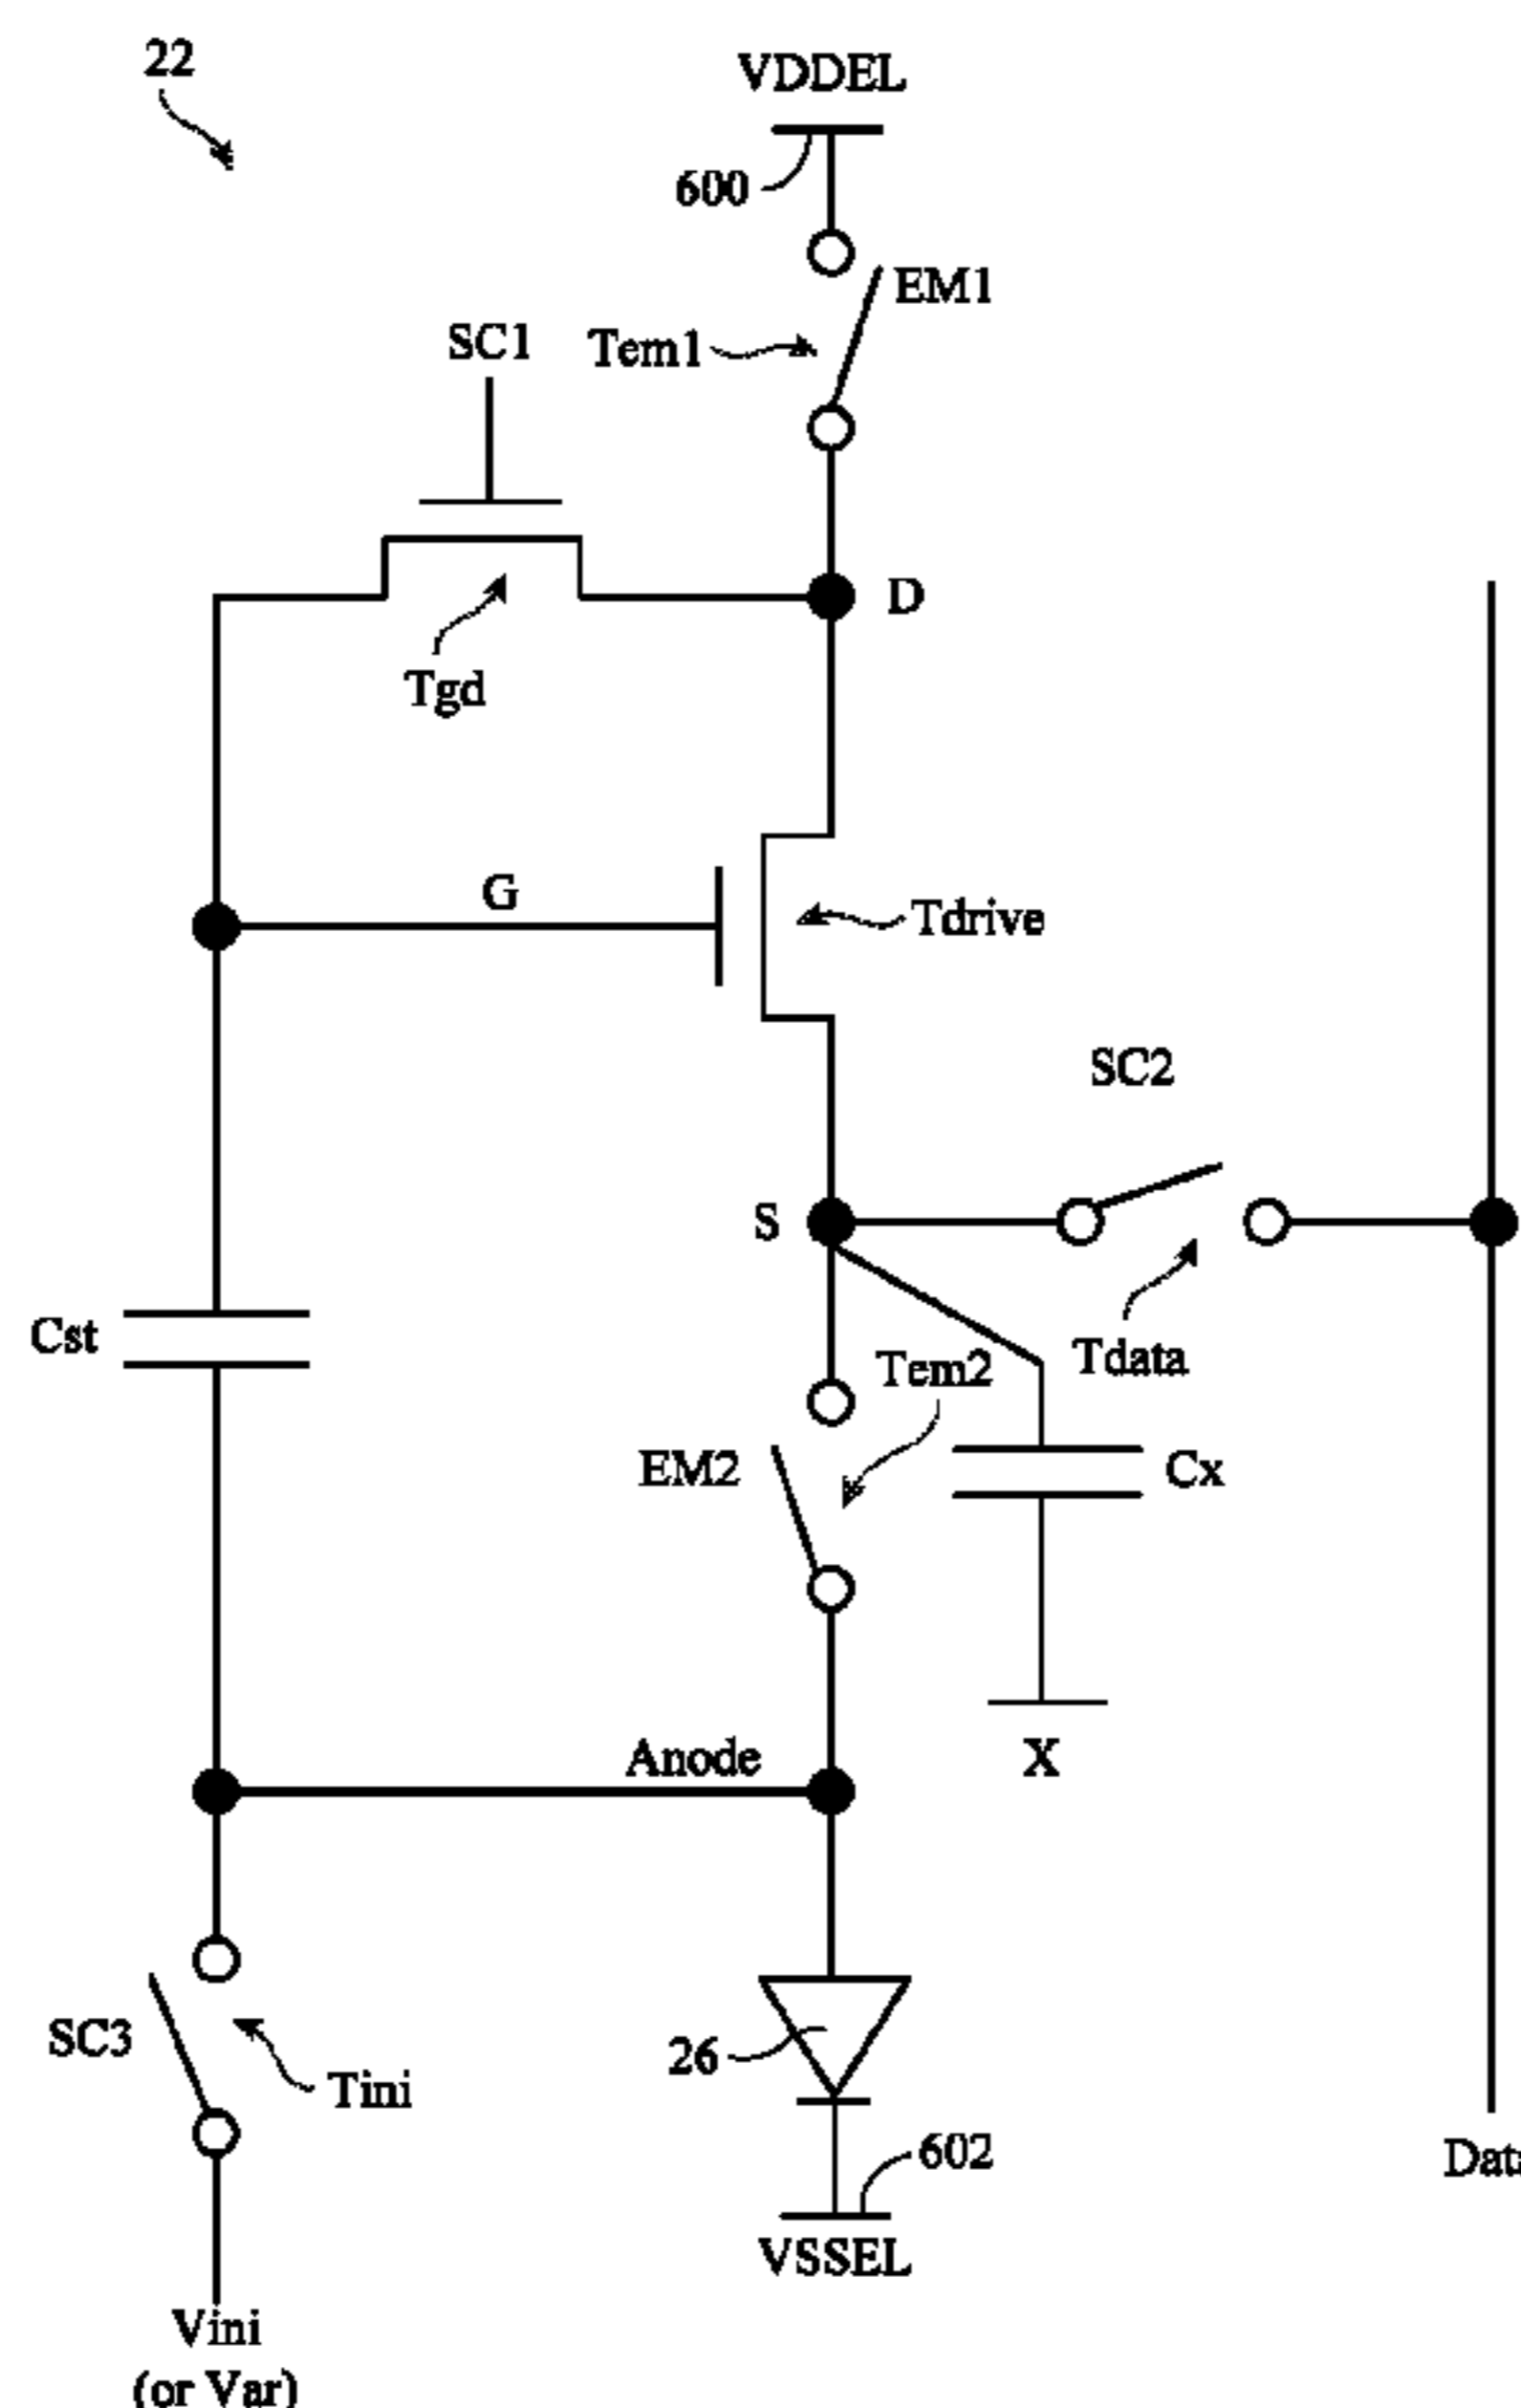 22
VDDEL
600
EM1
Tem1
SC1
D
Tgd
G
Tdrive
SC2
S
Cst
Tdata
Tem2
EM2
Cx
Anode
X
SC3
26
Tini
602
VSSEL
Vini
(or Var)